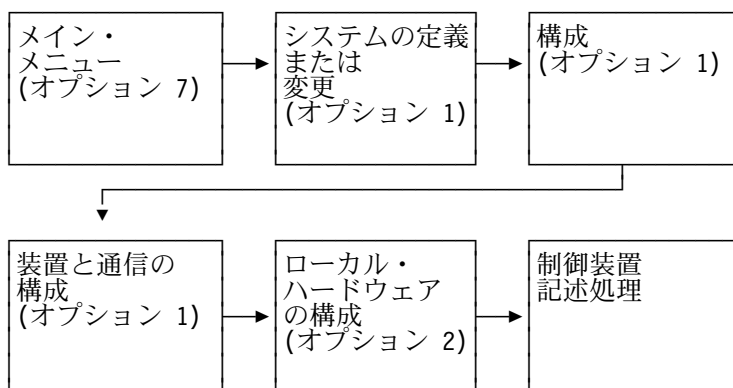 メイン・
メニュー
(オプション 7)
システムの定義
または
変更
(オプション 1)
構成
(オプション 1)
装置と通信の
構成
(オプション 1)
ローカル・
ハードウェア
の構成
(オプション 2)
制御装置
記述処理